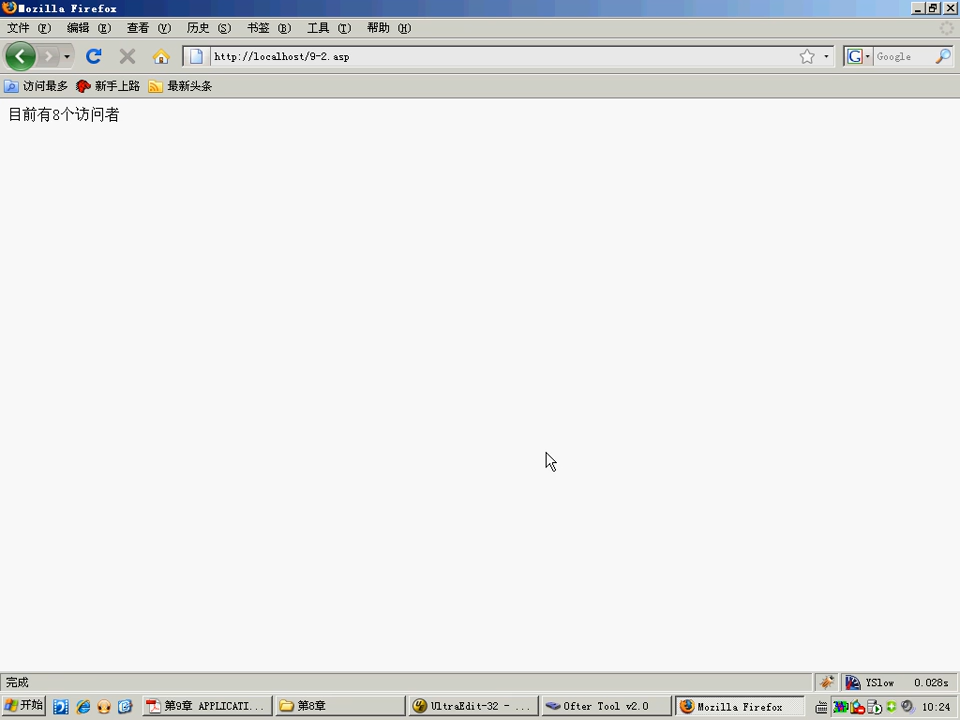 Mozilla Firefox
文件(F) 编辑(E) 查看(V) 历史(S) 书签(B) 工具(T) 帮助(H)
http://localhost/9-2.asp
G Google
访问最多 新手上路 最新头条
目前有8个访问者
完成
YSlow 0.028s
开始 第9章 APPLICATI... 第8章 UltraEdit-32 - ... Ofter Tool v2.0 Mozilla Firefox 10:24